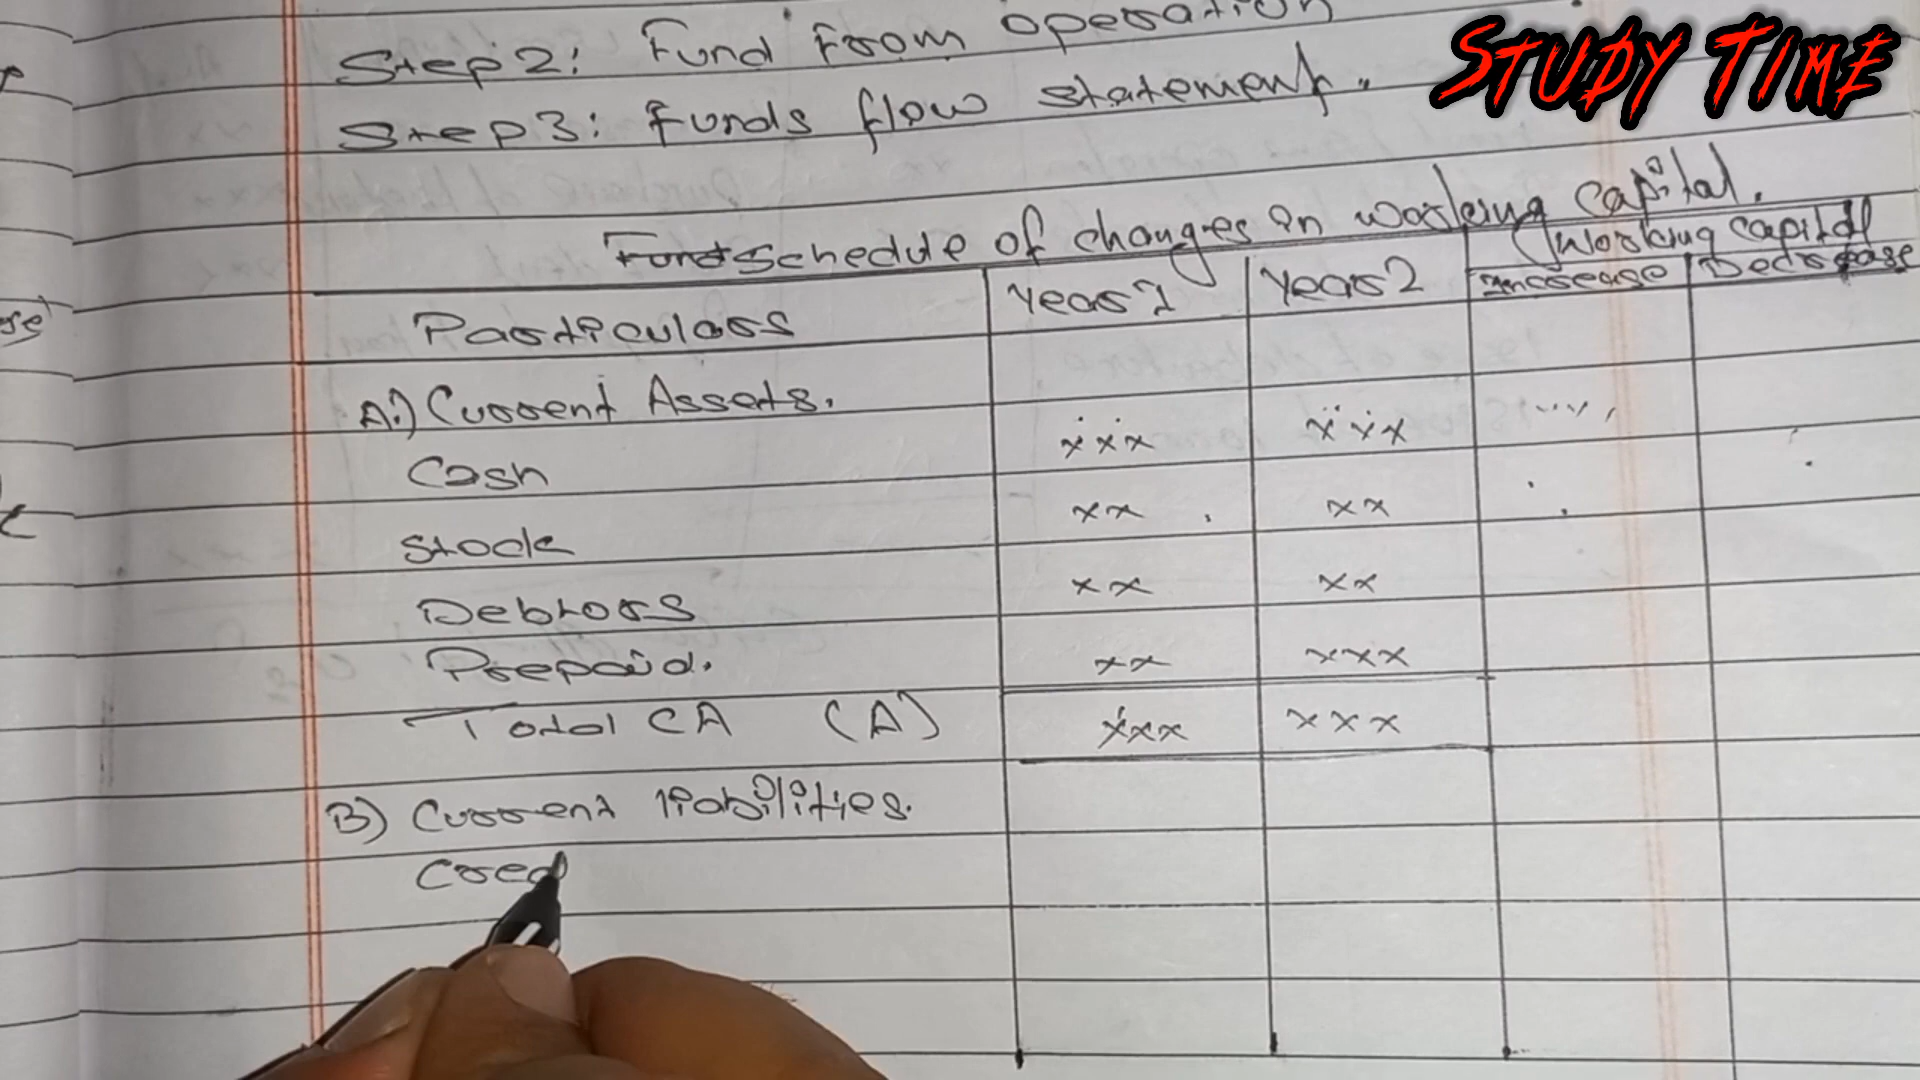 STUDY TIME
Step 2: Fund From operation
Step 3: Funds flow statement.
Schedule of changes in working capital.
Particulars Year 1 Year 2 Working capital
Increase Decrease
A.) Current Assets.
Cash xxx xxx
Stock xx xx
Debtors xx xx
Prepaid. xx xxx
Total CA (A) xxx xxx
B) Current liabilities.
Cred